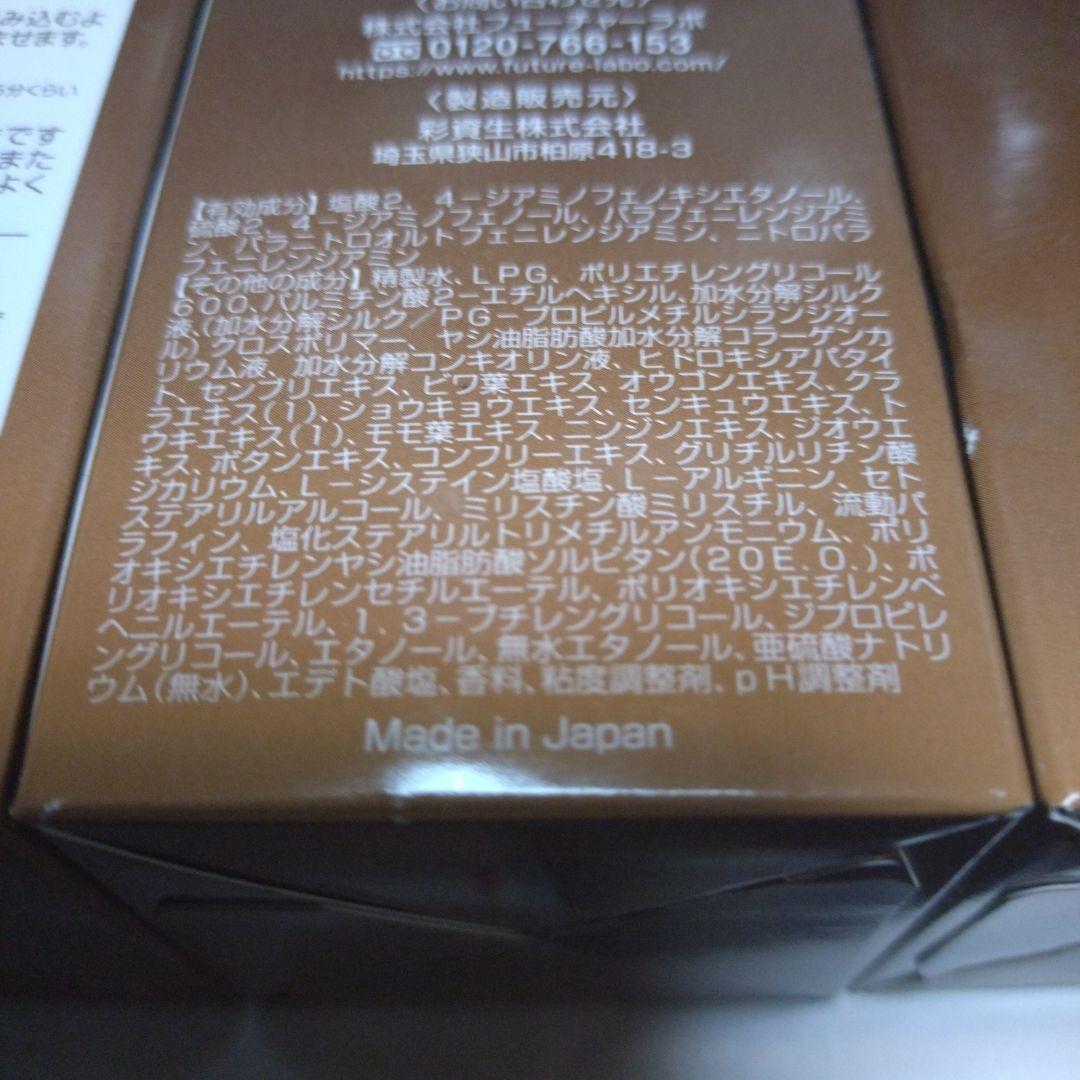 み込むよ
ませます。
分くらい
です
また
よく
〈お問い合わせ先〉
株式会社フューチャーラボ
0120-766-153
https://www.future-labo.com/
〈製造販売元〉
彩資生株式会社
埼玉県狭山市柏原418-3
【有効成分】塩酸2、4-ジアミノフェノキシエタノール、
硫酸2、4-ジアミノフェノール、パラフェニレンジアミ
ン、パラニトロオルトフェニレンジアミン、ニトロパラ
フェニレンジアミン
【その他の成分】精製水、LPG、ポリエチレングリコール
600、パルミチン酸2-エチルヘキシル、加水分解シルク
液、(加水分解シルク/PG-プロピルメチルシランジオー
ル)クロスポリマー、ヤシ油脂肪酸加水分解コラーゲンカ
リウム液、加水分解コンキオリン液、ヒドロキシアパタイ
ト、センブリエキス、ビワ葉エキス、オウゴンエキス、クラ
ラエキス(1)、ショウキョウエキス、センキュウエキス、ト
ウキエキス(1)、モモ葉エキス、ニンジンエキス、ジオウエ
キス、ボタンエキス、コンフリーエキス、グリチルリチン酸
ジカリウム、L-システイン塩酸塩、L-アルギニン、セト
ステアリルアルコール、ミリスチン酸ミリスチル、流動パ
ラフィン、塩化ステアリルトリメチルアンモニウム、ポリ
オキシエチレンヤシ油脂肪酸ソルビタン(20E.O.)、ポ
リオキシエチレンセチルエーテル、ポリオキシエチレンベ
ヘニルエーテル、1、3-ブチレングリコール、ジプロピレ
ングリコール、エタノール、無水エタノール、亜硫酸ナトリ
ウム(無水)、エデト酸塩、香料、粘度調整剤、pH調整剤
Made in Japan